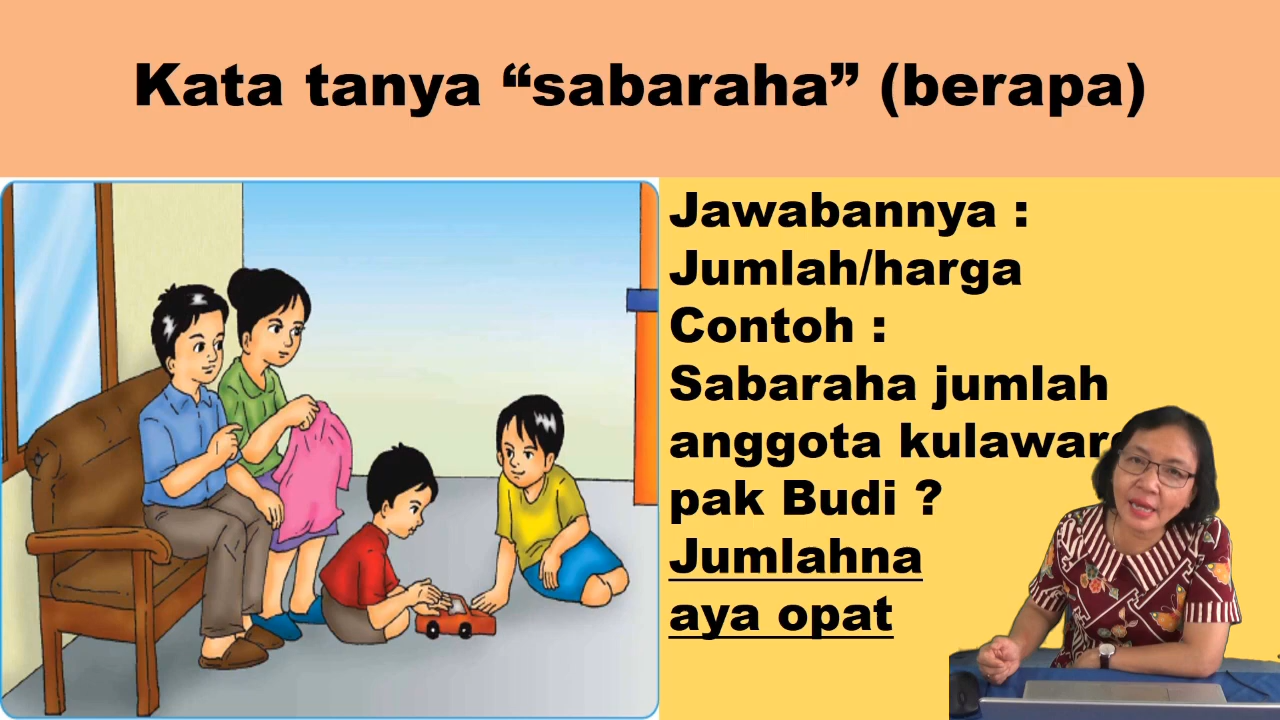 Kata tanya “sabaraha” (berapa)
Jawabannya :
Jumlah/harga
Contoh :
Sabaraha jumlah
anggota
pak Budi ?
Jumlahna
aya opat